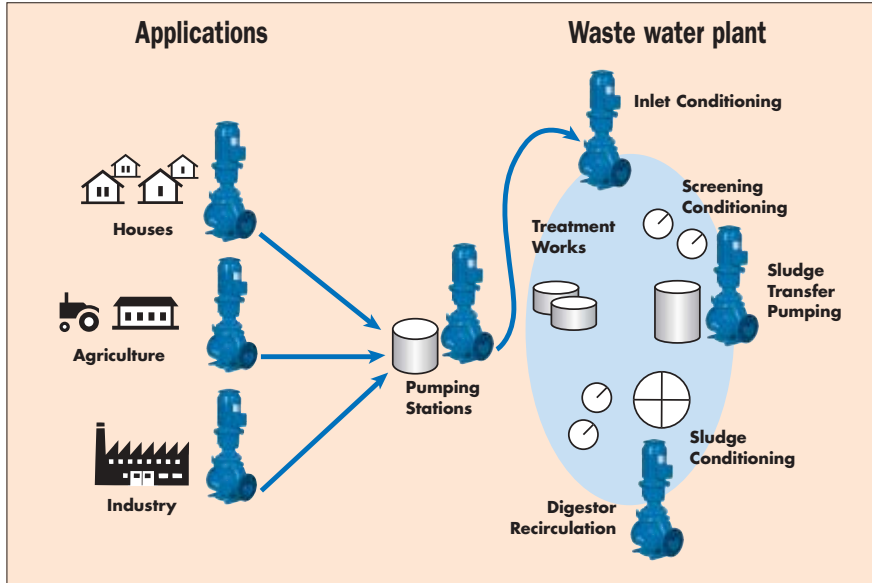 Applications
Waste water plant
Inlet Conditioning
Screening
Conditioning
Houses
Treatment
Works
Sludge
Transfer
Pumping
Agriculture
Pumping
Stations
Sludge
Conditioning
Industry
Digestor
Recirculation